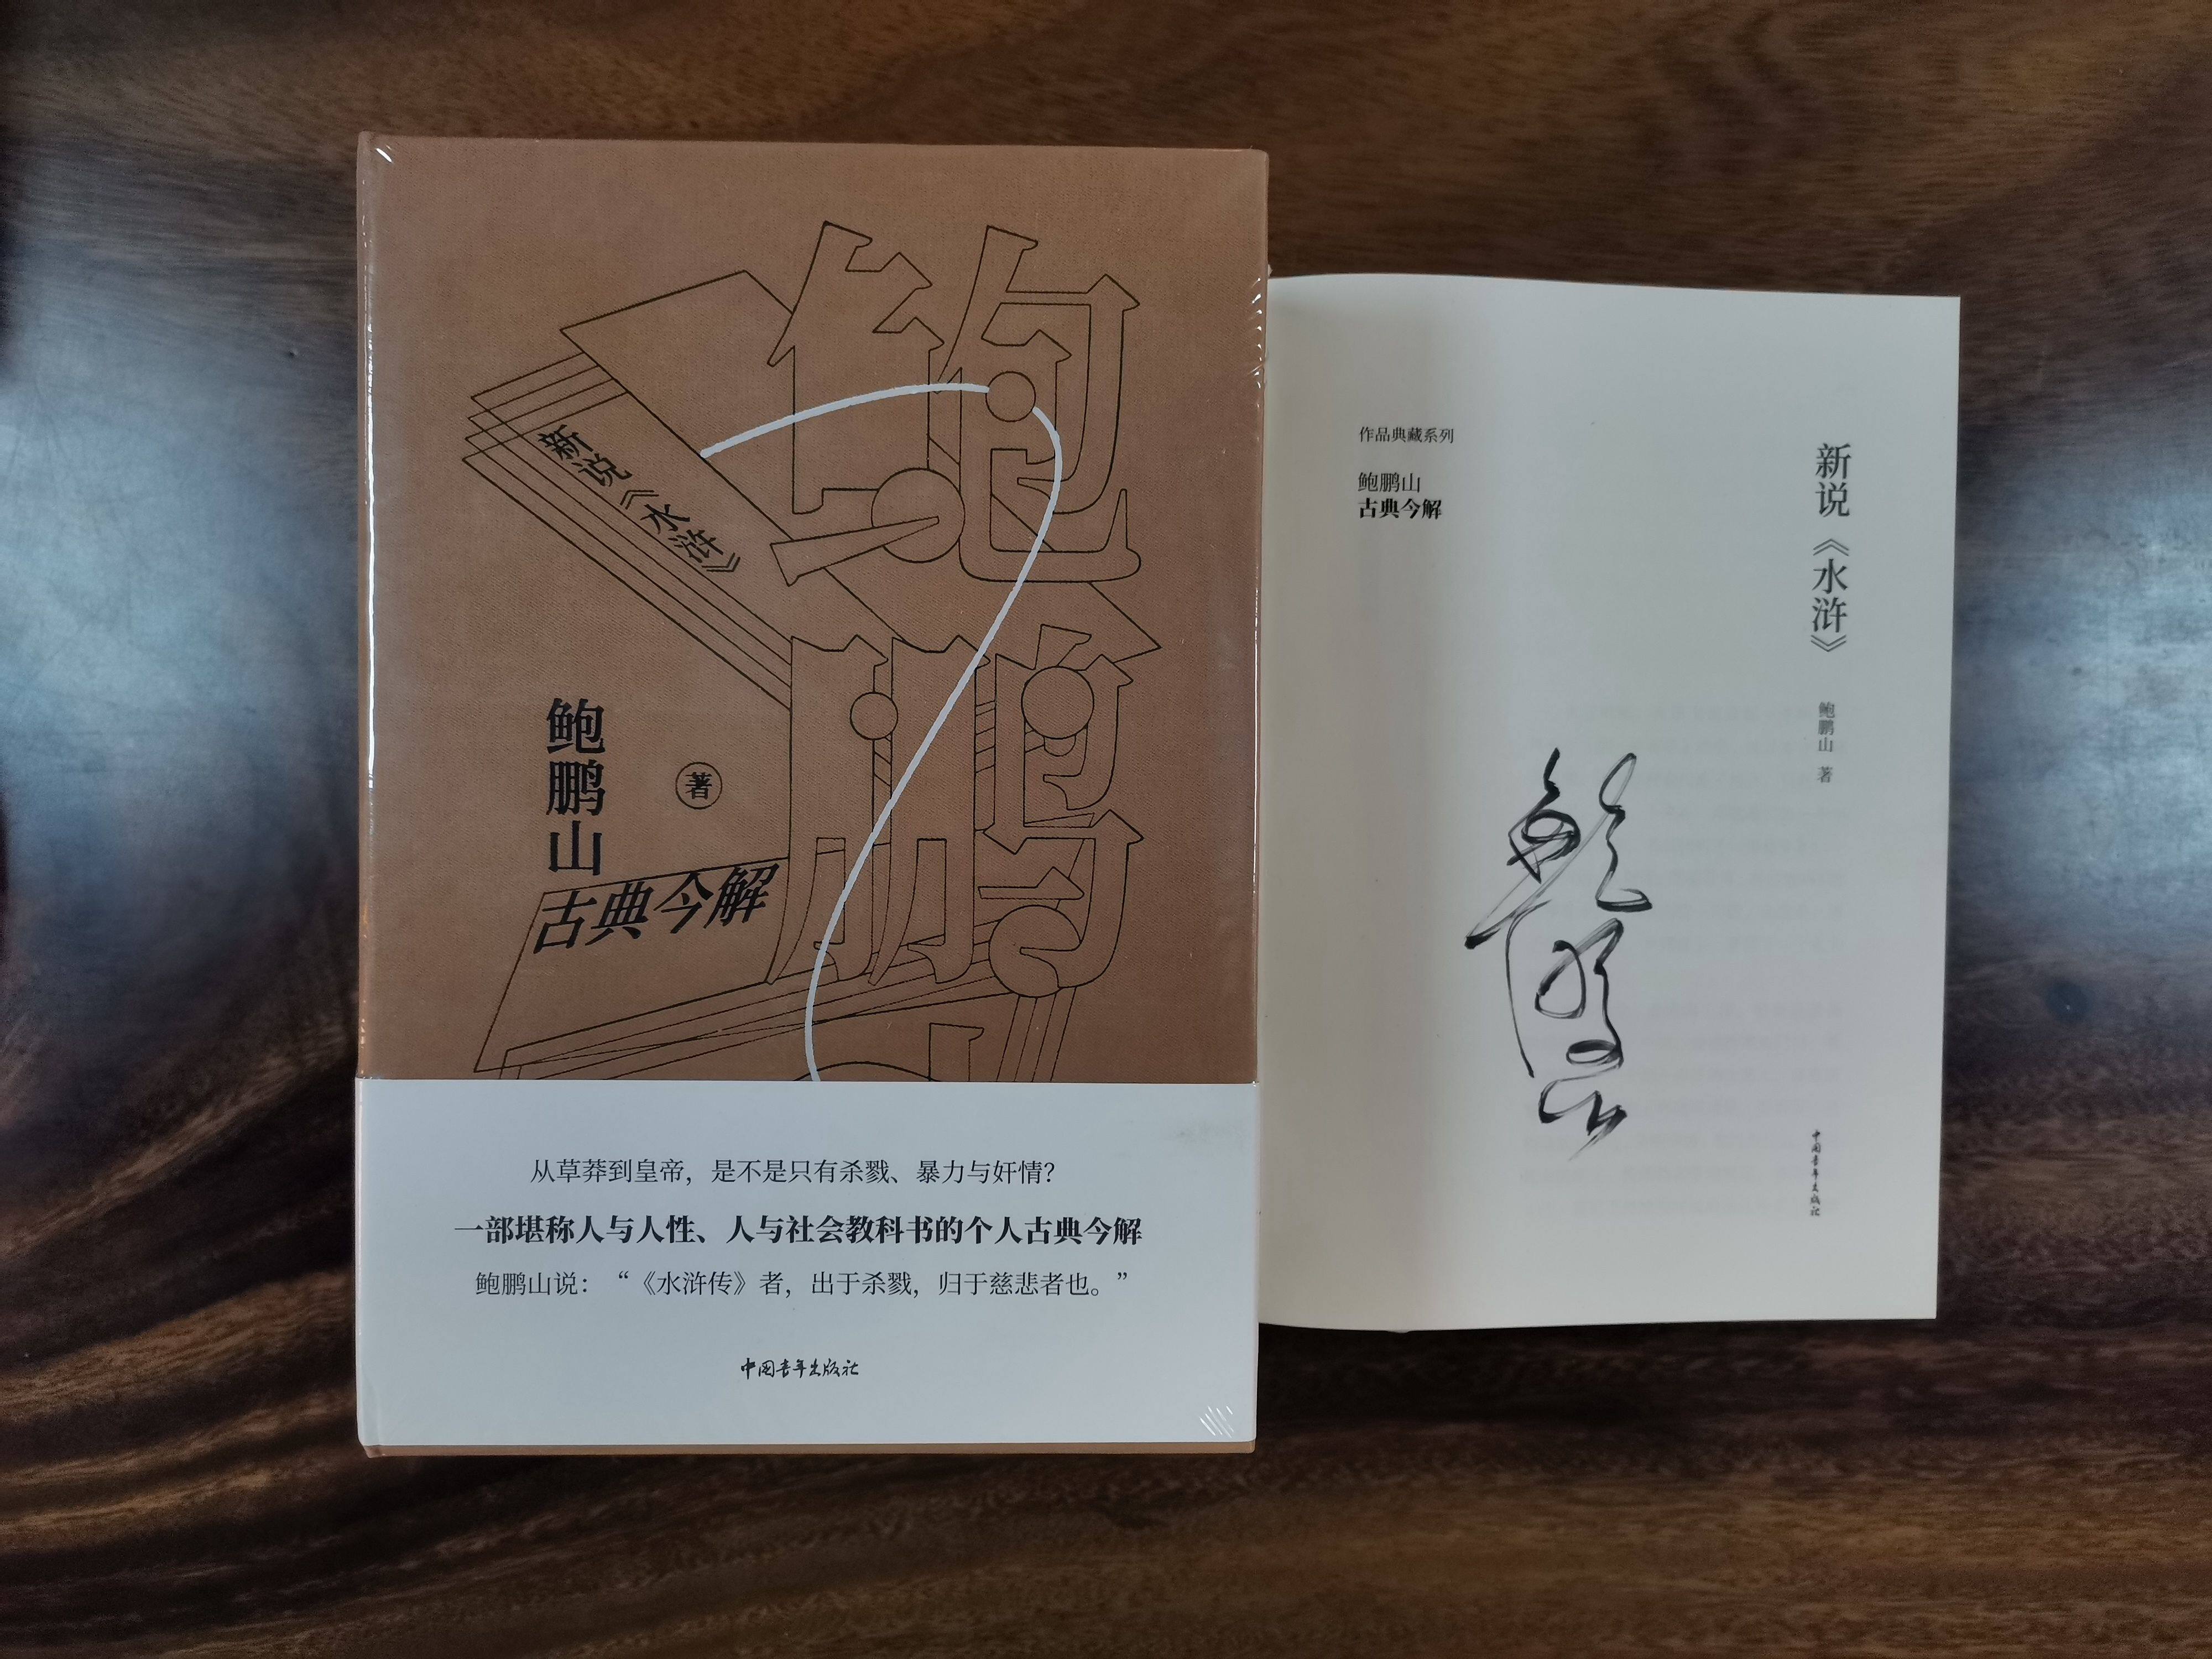 鲍鹏
新说《水浒》
鲍鹏山
著
古典今解
从草莽到皇帝，是不是只有杀戮、暴力与奸情？
一部堪称人与人性、人与社会教科书的个人古典今解
鲍鹏山说：“《水浒传》者，出于杀戮，归于慈悲者也。”
中国青年出版社
作品典藏系列
鲍鹏山
古典今解
新说《水浒》
鲍鹏山 著
鲍鹏山
中国青年出版社